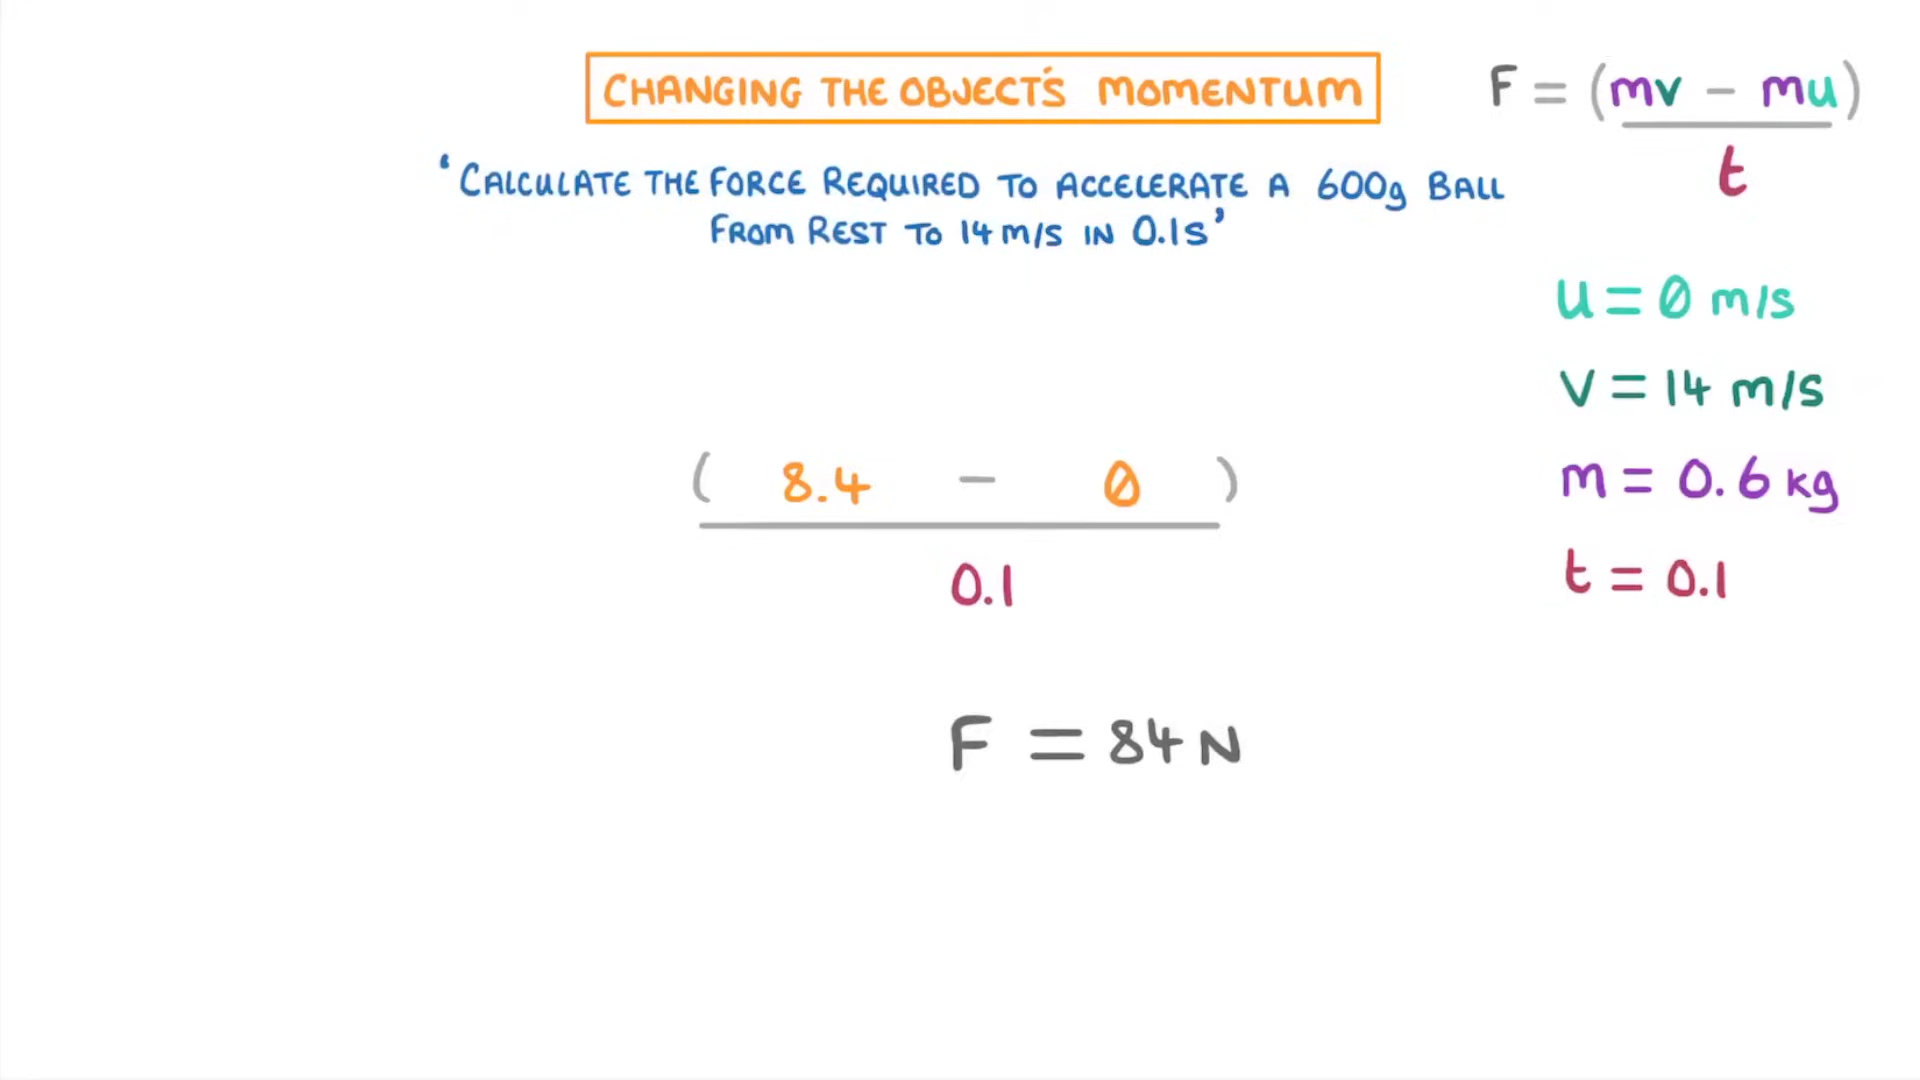 CHANGING THE OBJECT'S MOMENTUM
F = (mv - mu)
t
'CALCULATE THE FORCE REQUIRED TO ACCELERATE A 600g BALL
FROM REST TO 14 m/s IN 0.1s'
u = 0 m/s
v = 14 m/s
m = 0.6 kg
t = 0.1
( 8.4 - 0 )
0.1
F = 84 N